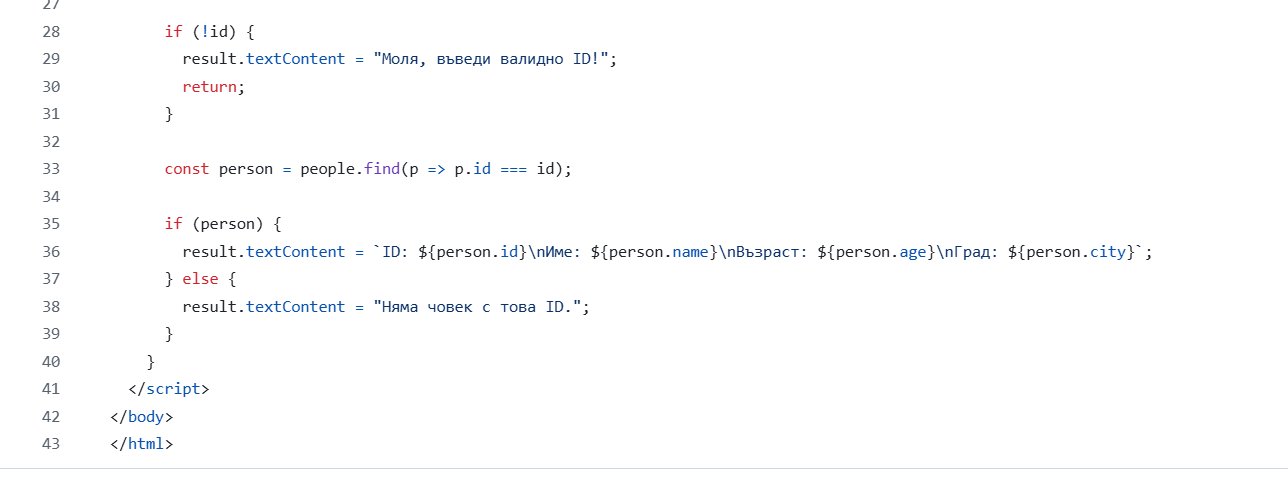 27
28 if (!id) {
29 result.textContent = "Моля, въведи валидно ID!";
30 return;
31 }
32
33 const person = people.find(p => p.id === id);
34
35 if (person) {
36 result.textContent = `ID: ${person.id}\nИме: ${person.name}\nВъзраст: ${person.age}\nГрад: ${person.city}`;
37 } else {
38 result.textContent = "Няма човек с това ID.";
39 }
40 }
41 </script>
42 </body>
43 </html>